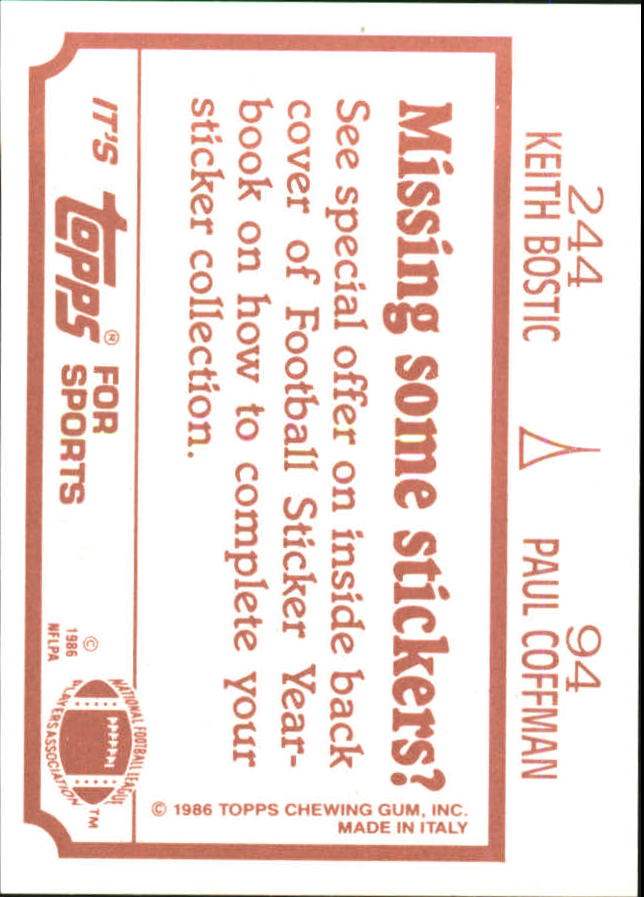 244 94
KEITH BOSTIC PAUL COFFMAN
Missing some stickers?
See special offer on inside back
cover of Football Sticker Year-
book on how to complete your
sticker collection.
© 1986 TOPPS CHEWING GUM, INC.
MADE IN ITALY
IT'S topps® FOR
SPORTS
©
1986
NFLPA
NATIONAL FOOTBALL LEAGUE
PLAYERS ASSOCIATION
TM